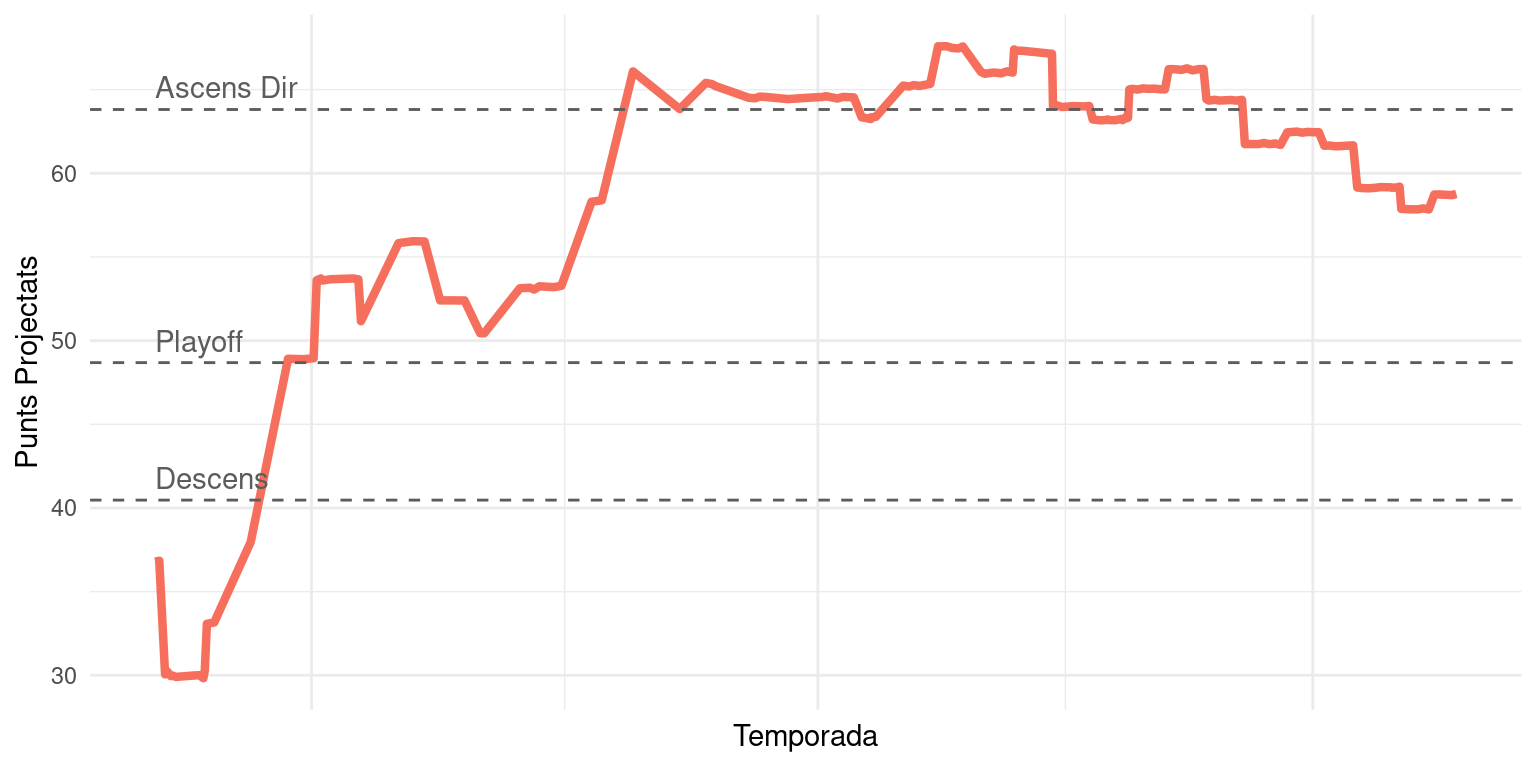 Ascens Dir
60
50
Playoff
Descens
40
30
Punts Projectats
Temporada